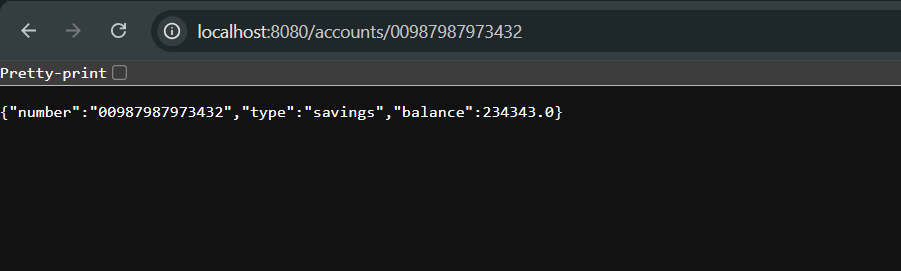 localhost:8080/accounts/00987987973432
Pretty-print
{"number":"00987987973432","type":"savings","balance":234343.0}